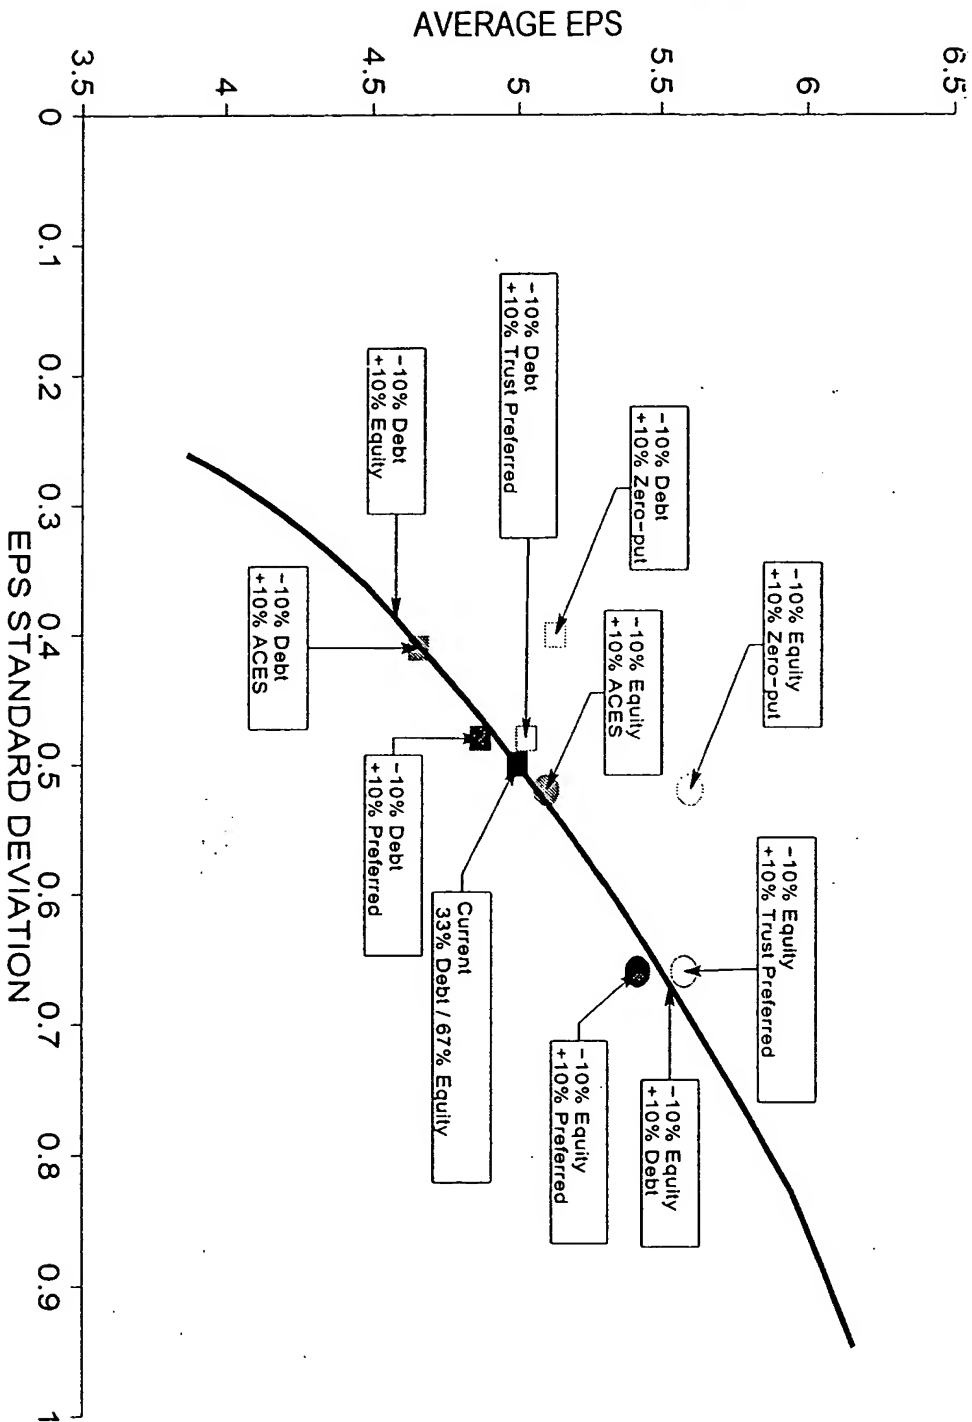 AVERAGE EPS
6.5
6
5.5
5
4.5
4
3.5
0
0.1
0.2
0.3
0.4
0.5
0.6
0.7
0.8
0.9
1
EPS STANDARD DEVIATION
-10% Equity
+10% Zero-put
-10% Equity
+10% Trust Preferred
-10% Debt
+10% Zero-put
-10% Equity
+10% ACES
-10% Equity
+10% Debt
-10% Debt
+10% Trust Preferred
-10% Equity
+10% Preferred
Current
33% Debt / 67% Equity
-10% Debt
+10% Equity
-10% Debt
+10% Preferred
-10% Debt
+10% ACES